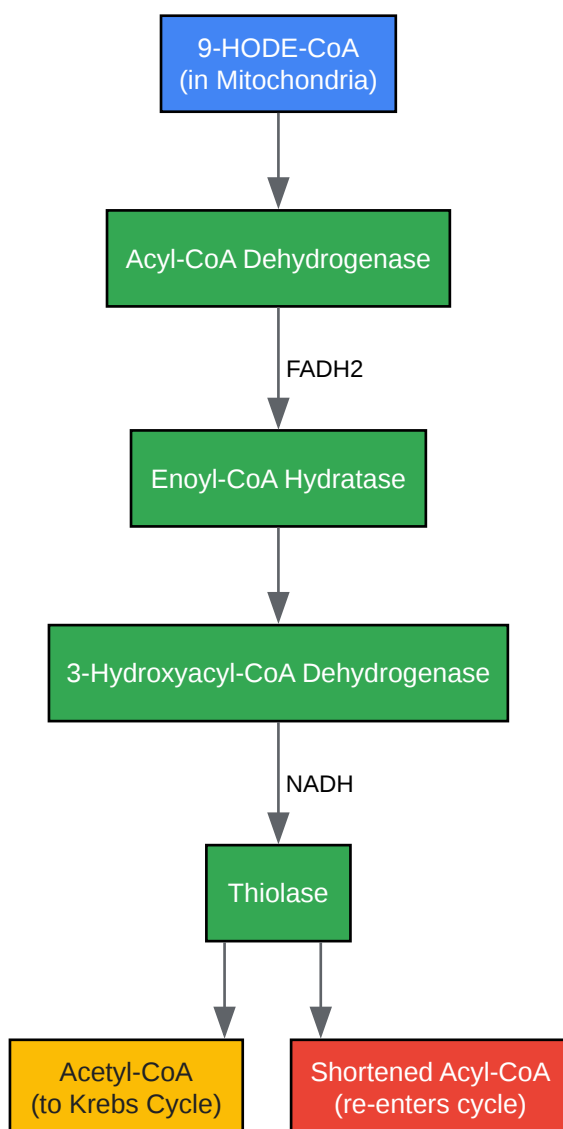 9-HODE-CoA
(in Mitochondria)
Acyl-CoA Dehydrogenase
FADH2
Enoyl-CoA Hydratase
3-Hydroxyacyl-CoA Dehydrogenase
NADH
Thiolase
Acetyl-CoA
(to Krebs Cycle)
Shortened Acyl-CoA
(re-enters cycle)